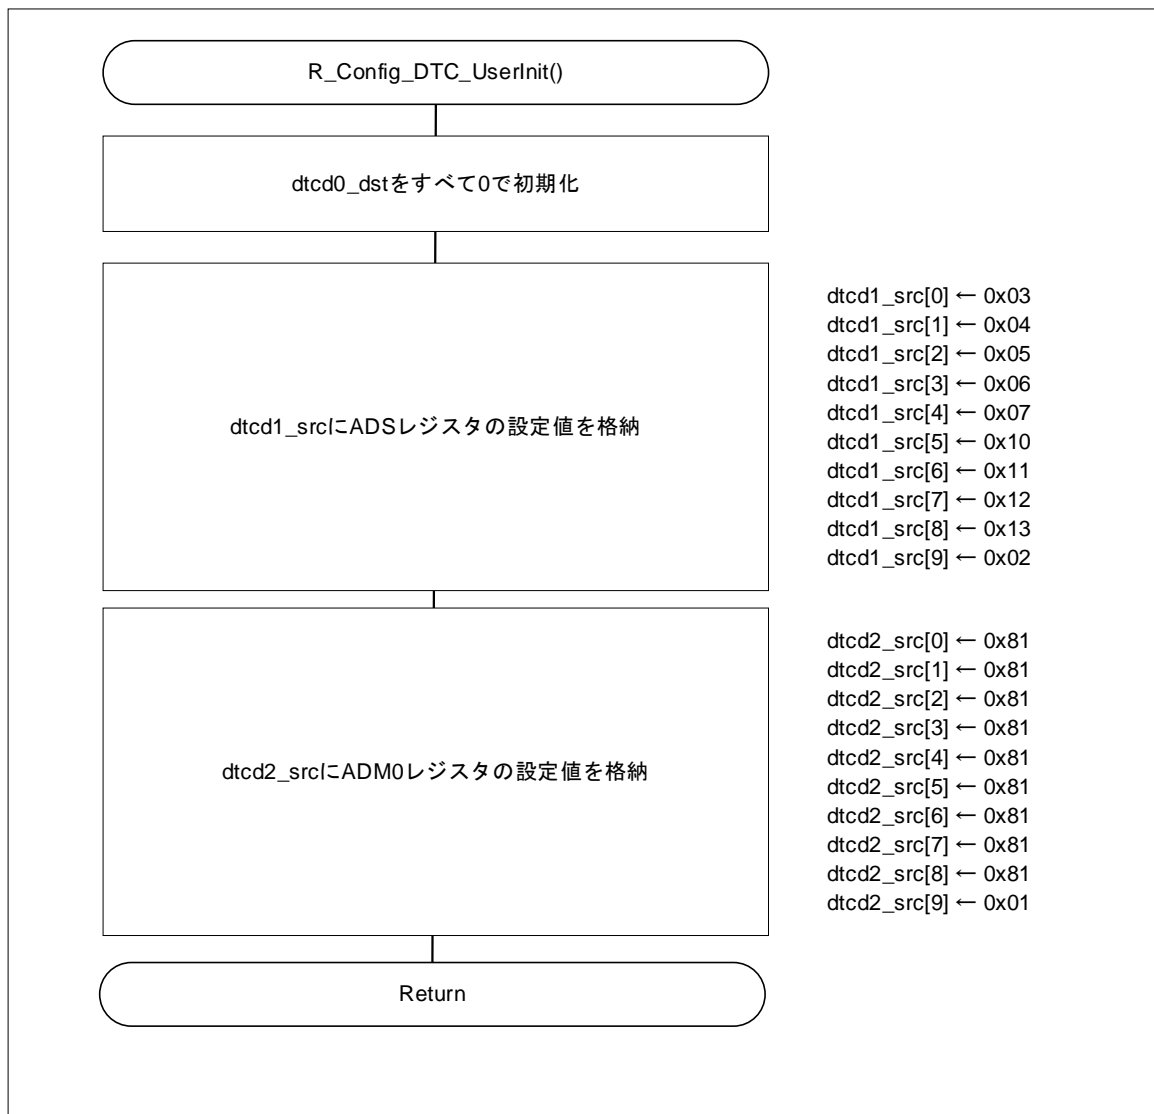 R_Config_DTC_UserInit()
dtcd0_dstをすべて0で初期化
dtcd1_srcにADSレジスタの設定値を格納
dtcd1_src[0] ← 0x03
dtcd1_src[1] ← 0x04
dtcd1_src[2] ← 0x05
dtcd1_src[3] ← 0x06
dtcd1_src[4] ← 0x07
dtcd1_src[5] ← 0x10
dtcd1_src[6] ← 0x11
dtcd1_src[7] ← 0x12
dtcd1_src[8] ← 0x13
dtcd1_src[9] ← 0x02
dtcd2_srcにADM0レジスタの設定値を格納
dtcd2_src[0] ← 0x81
dtcd2_src[1] ← 0x81
dtcd2_src[2] ← 0x81
dtcd2_src[3] ← 0x81
dtcd2_src[4] ← 0x81
dtcd2_src[5] ← 0x81
dtcd2_src[6] ← 0x81
dtcd2_src[7] ← 0x81
dtcd2_src[8] ← 0x81
dtcd2_src[9] ← 0x01
Return